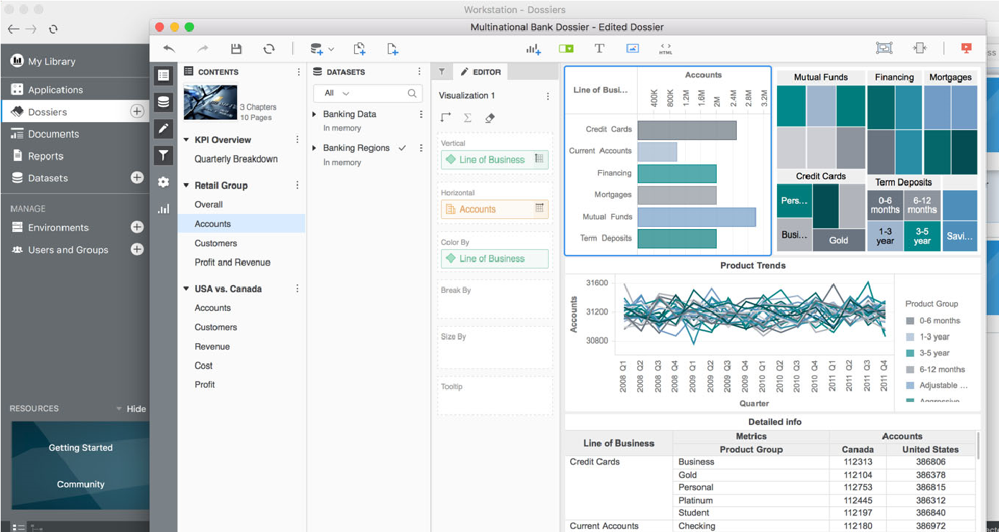 Workstation - Dossiers
Multinational Bank Dossier - Edited Dossier
My Library
Applications
Dossiers
Documents
Reports
Datasets
MANAGE
Environments
Users and Groups
RESOURCES
Hide
Getting Started
Community
HTML
CONTENTS
3 Chapters
10 Pages
KPI Overview
Quarterly Breakdown
Retail Group
Overall
Accounts
Customers
Profit and Revenue
USA vs. Canada
Accounts
Customers
Revenue
Cost
Profit
DATASETS
All
Banking Data
In memory
Banking Regions
In memory
EDITOR
Visualization 1
Vertical
Line of Business
Horizontal
Accounts
Color By
Line of Business
Break By
Size By
Tooltip
Line of Busi...
Accounts
400K 800K 1.2M 1.6M 2M 2.4M 2.8M 3.2M
Credit Cards
Current Accounts
Financing
Mortgages
Mutual Funds
Term Deposits
Mutual Funds Financing Mortgages
Credit Cards
Pers...
Busi...
Gold
Term Deposits
0-6 months
6-12 months
1-3 year
3-5 year
Savi...
Product Trends
Accounts
31600
31200
30800
2008 Q1 2008 Q2 2008 Q3 2008 Q4 2009 Q1 2009 Q2 2009 Q3 2009 Q4 2010 Q1 2010 Q2 2010 Q3 2010 Q4 2011 Q1 2011 Q2 2011 Q3 2011 Q4
Quarter
Product Group
0-6 months
1-3 year
3-5 year
6-12 months
Adjustable ...
Aggressive
Detailed info
Line of Business Metrics Accounts
Product Group Canada United States
Credit Cards Business 112313 386806
Gold 112104 386378
Personal 112753 386815
Platinum 112445 386312
Student 112197 386840
Current Accounts Checking 112180 386972